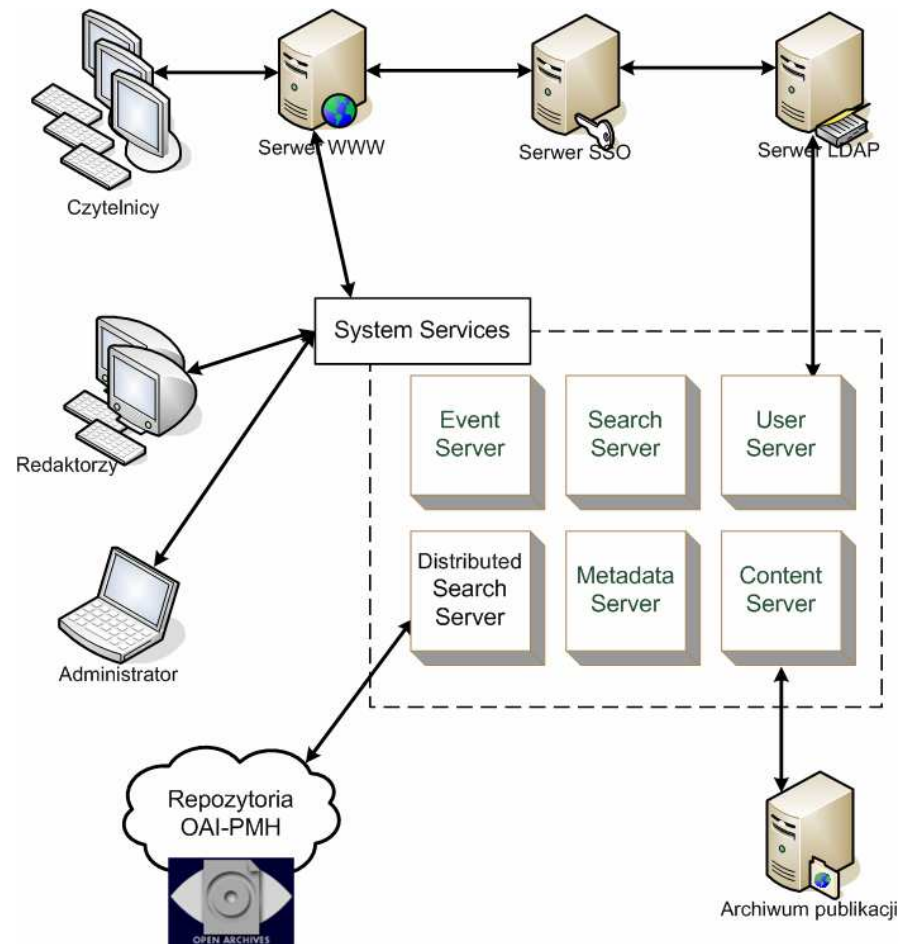 Serwer WWW
Serwer SSO
Serwer LDAP
Czytelnicy
System Services
Event
Server
Search
Server
User
Server
Redaktorzy
Distributed
Search
Server
Metadata
Server
Content
Server
Administrator
Repozytoria
OAI-PMH
OPEN ARCHIVES
Archiwum publikacji